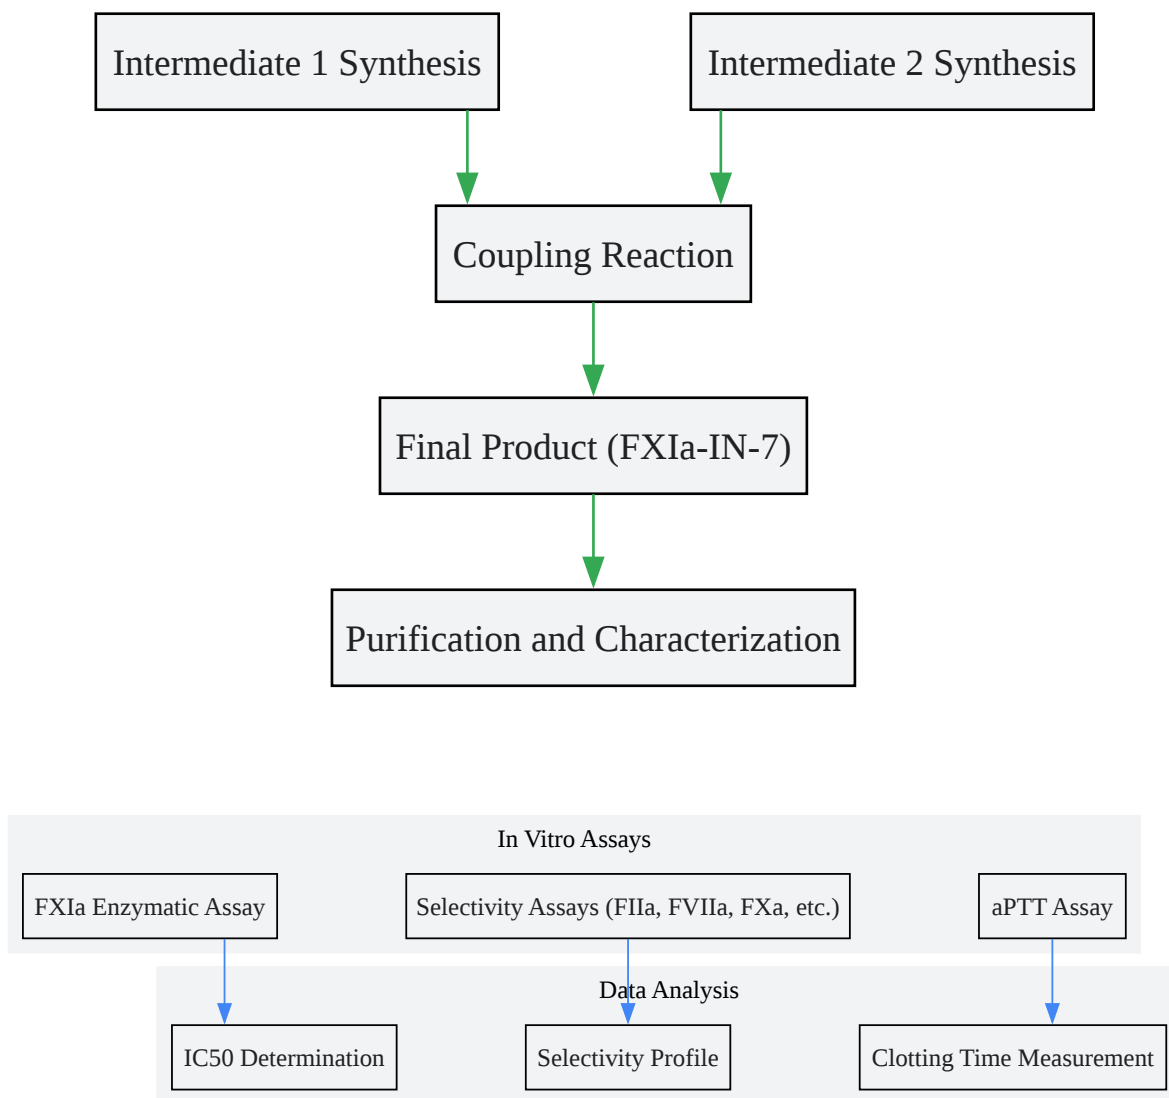 Intermediate 1 Synthesis
Intermediate 2 Synthesis
Coupling Reaction
Final Product (FXIa-IN-7)
Purification and Characterization
In Vitro Assays
FXIa Enzymatic Assay
Selectivity Assays (FIIa, FVIIa, FXa, etc.)
aPTT Assay
Data Analysis
IC50 Determination
Selectivity Profile
Clotting Time Measurement